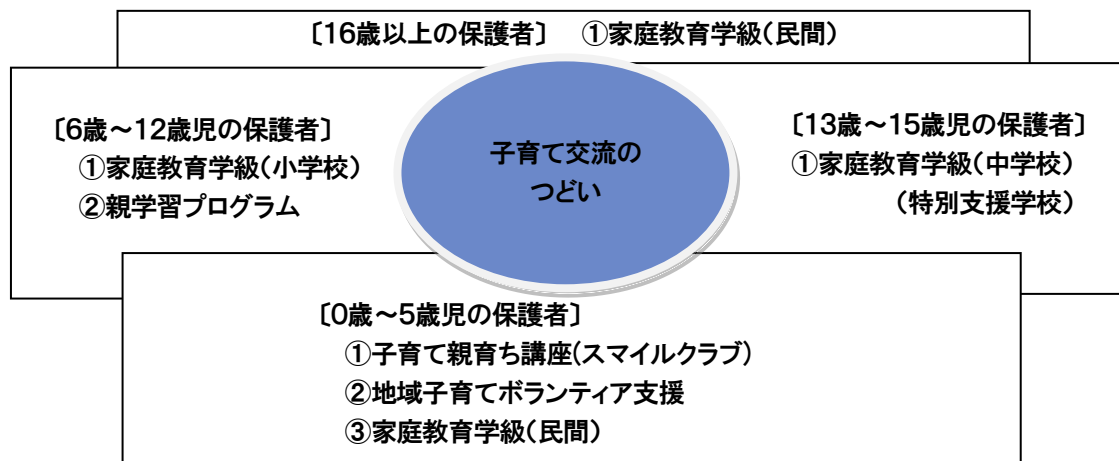 〔16歳以上の保護者〕 ①家庭教育学級(民間)
〔6歳～12歳児の保護者〕
①家庭教育学級(小学校)
②親学習プログラム
子育て交流の
つどい
〔13歳～15歳児の保護者〕
①家庭教育学級(中学校)
(特別支援学校)
〔0歳～5歳児の保護者〕
①子育て親育ち講座(スマイルクラブ)
②地域子育てボランティア支援
③家庭教育学級(民間)